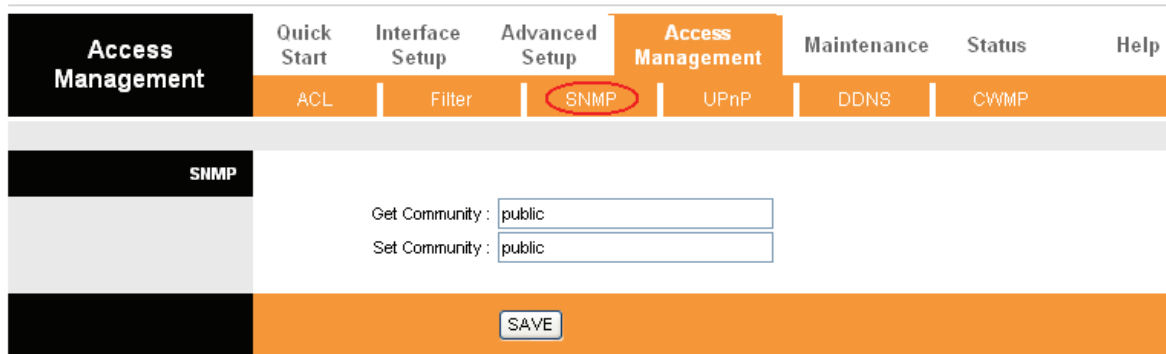 Access Management
Quick Start
Interface Setup
Advanced Setup
Access Management
Maintenance
Status
Help
ACL
Filter
SNMP
UPnP
DDNS
CWMP
SNMP
Get Community : public
Set Community : public
SAVE